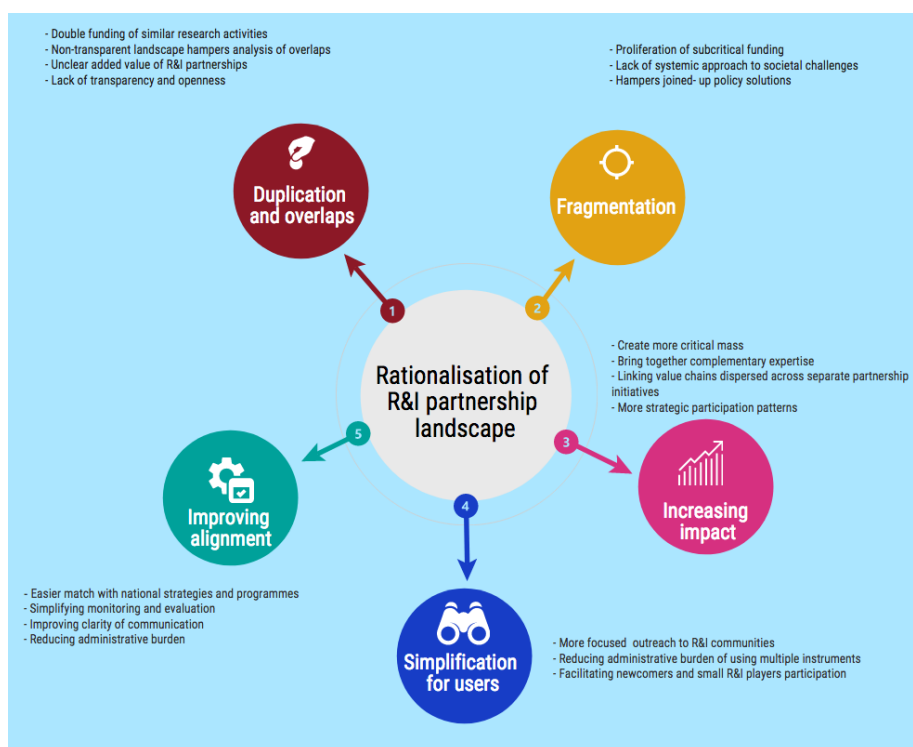 - Double funding of similar research activities
- Non-transparent landscape hampers analysis of overlaps
- Unclear added value of R&I partnerships
- Lack of transparency and openness
- Proliferation of subcritical funding
- Lack of systemic approach to societal challenges
- Hampers joined- up policy solutions
Duplication
and overlaps
Fragmentation
1
2
Rationalisation of
R&I partnership
landscape
- Create more critical mass
- Bring together complementary expertise
- Linking value chains dispersed across separate partnership
initiatives
- More strategic participation patterns
5
3
4
Improving
alignment
Increasing
impact
- Easier match with national strategies and programmes
- Simplifying monitoring and evaluation
- Improving clarity of communication
- Reducing administrative burden
Simplification
for users
- More focused outreach to R&I communities
- Reducing administrative burden of using multiple instruments
- Facilitating newcomers and small R&I players participation